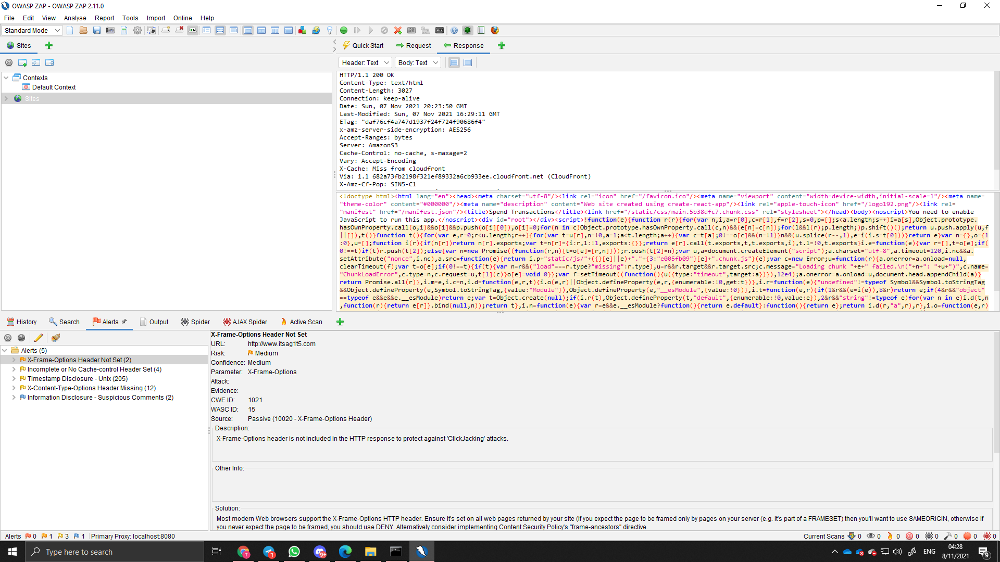 OWASP ZAP - OWASP ZAP 2.11.0
File Edit View Analyse Report Tools Import Online Help
Standard Mode
Sites
Quick Start Request Response
Header: Text Body: Text
Contexts
Default Context
Sites
HTTP/1.1 200 OK
Content-Type: text/html
Content-Length: 3027
Connection: keep-alive
Date: Sun, 07 Nov 2021 20:23:50 GMT
Last-Modified: Sun, 07 Nov 2021 16:29:11 GMT
ETag: "daf76cf4a747d1937f24f724f90686f4"
x-amz-server-side-encryption: AES256
Accept-Ranges: bytes
Server: AmazonS3
Cache-Control: no-cache, s-maxage=2
Vary: Accept-Encoding
X-Cache: Miss from cloudfront
Via: 1.1 682a73fb2198f321ef89332a6cb933ee.cloudfront.net (CloudFront)
X-Amz-Cf-Pop: SIN5-C1
<!doctype html><html lang="en"><head><meta charset="utf-8"/><link rel="icon" href="/favicon.ico"/><meta name="viewport" content="width=device-width,initial-scale=1"/><meta name=
"theme-color" content="#000000"/><meta name="description" content="Web site created using create-react-app"/><link rel="apple-touch-icon" href="/logo192.png"/><link rel=
"manifest" href="/manifest.json"/><title>Spend Transactions</title><link href="/static/css/main.5b38dfc7.chunk.css" rel="stylesheet"></head><body><noscript>You need to enable
JavaScript to run this app.</noscript><div id="root"></div><script>!function(e){function r(r){for(var n,i,a=r[0],c=r[1],f=r[2],s=0,p=[];s<a.length;s++)i=a[s],Object.prototype.
hasOwnProperty.call(o,i)&&o[i]&&p.push(o[i][0]),o[i]=0;for(n in c)Object.prototype.hasOwnProperty.call(c,n)&&(e[n]=c[n]);for(l&&l(r);p.length;)p.shift()();return u.push.apply(u,f
||[]),t()}function t(){for(var e,r=0;r<u.length;r++){for(var t=u[r],n=!0,a=1;a<t.length;a++){var c=t[a];0!==o[c]&&(n=!1)}n&&(u.splice(r--,1),e=i(i.s=t[0]))}return e}var n={},o={1
:0},u=[];function i(r){if(n[r])return n[r].exports;var t=n[r]={i:r,l:!1,exports:{}};return e[r].call(t.exports,t,t.exports,i),t.l=!0,t.exports}i.e=function(e){var r=[],t=o[e];if(
0!==t)if(t)r.push(t[2]);else{var n=new Promise((function(r,n){t=o[e]=[r,n]}));r.push(t[2]=n);var u,a=document.createElement("script");a.charset="utf-8",a.timeout=120,i.nc&&a.
setAttribute("nonce",i.nc),a.src=function(e){return i.p+"static/js/"+({}[e]||e)+"."+{3:"e005fb09"}[e]+".chunk.js"}(e);var c=new Error;u=function(r){a.onerror=a.onload=null,
clearTimeout(f);var t=o[e];if(0!==t){if(t){var n=r&&("load"===r.type?"missing":r.type),u=r&&r.target&&r.target.src;c.message="Loading chunk "+e+" failed.\n("+n+": "+u+")",c.name=
"ChunkLoadError",c.type=n,c.request=u,t[1](c)}o[e]=void 0}};var f=setTimeout((function(){u({type:"timeout",target:a})}),12e4);a.onerror=a.onload=u,document.head.appendChild(a)}
return Promise.all(r)},i.m=e,i.c=n,i.d=function(e,r,t){i.o(e,r)||Object.defineProperty(e,r,{enumerable:!0,get:t})},i.r=function(e){"undefined"!=typeof Symbol&&Symbol.toStringTag
&&Object.defineProperty(e,Symbol.toStringTag,{value:"Module"}),Object.defineProperty(e,"__esModule",{value:!0})},i.t=function(e,r){if(1&r&&(e=i(e)),8&r)return e;if(4&r&&"object"
==typeof e&&e&&e.__esModule)return e;var t=Object.create(null);if(i.r(t),Object.defineProperty(t,"default",{enumerable:!0,value:e}),2&r&&"string"!=typeof e)for(var n in e)i.d(t,n
,function(r){return e[r]}.bind(null,n));return t},i.n=function(e){var r=e&&e.__esModule?function(){return e.default}:function(){return e};return i.d(r,"a",r),r},i.o=function(e,r)
History Search Alerts Output Spider AJAX Spider Active Scan
Alerts (5)
X-Frame-Options Header Not Set (2)
Incomplete or No Cache-control Header Set (4)
Timestamp Disclosure - Unix (205)
X-Content-Type-Options Header Missing (12)
Information Disclosure - Suspicious Comments (2)
X-Frame-Options Header Not Set
URL: http://www.itsag1t5.com
Risk: Medium
Confidence: Medium
Parameter: X-Frame-Options
Attack:
Evidence:
CWE ID: 1021
WASC ID: 15
Source: Passive (10020 - X-Frame-Options Header)
Description:
X-Frame-Options header is not included in the HTTP response to protect against 'ClickJacking' attacks.
Other Info:
Solution:
Most modern Web browsers support the X-Frame-Options HTTP header. Ensure it's set on all web pages returned by your site (if you expect the page to be framed only by pages on your server (e.g. it's part of a FRAMESET) then you'll want to use SAMEORIGIN, otherwise if
you never expect the page to be framed, you should use DENY. Alternatively consider implementing Content Security Policy's "frame-ancestors" directive.
Alerts 0 1 3 1 Primary Proxy: localhost:8080
Current Scans 0 0 0 0 0 0 0 0
Type here to search
T 3 9+
ENG
04:28
8/11/2021
9